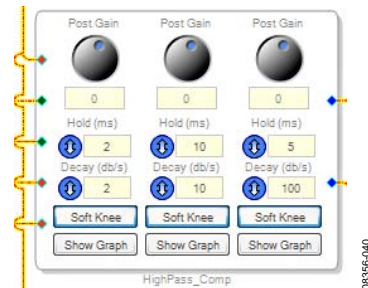 Post Gain Post Gain Post Gain
0 0 0
Hold (ms) Hold (ms) Hold (ms)
2 10 5
Decay (db/s) Decay (db/s) Decay (db/s)
2 10 100
Soft Knee Soft Knee Soft Knee
Show Graph Show Graph Show Graph
HighPass_Comp
08356-040